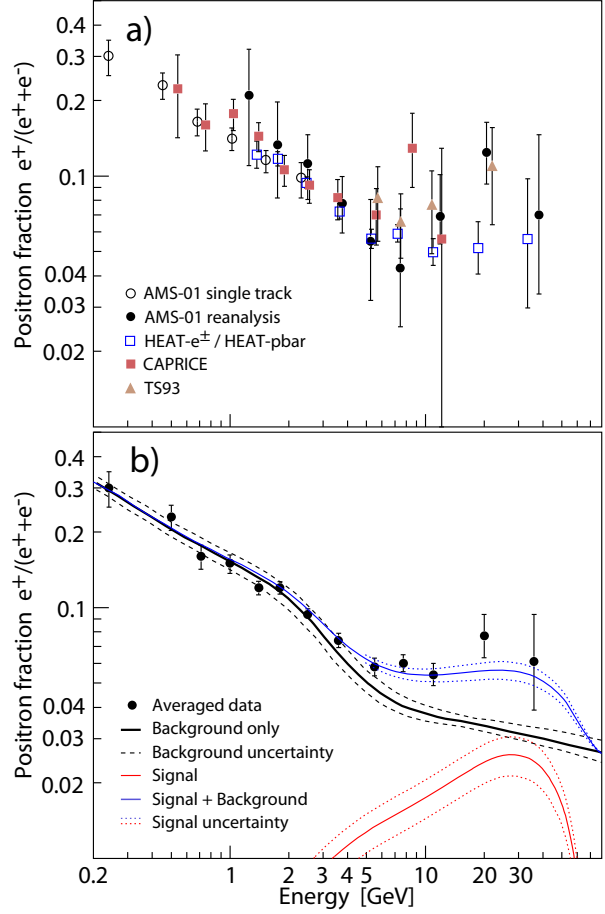 a)
Positron fraction e⁺/(e⁺+e⁻)
0.4
0.3
0.2
0.1
0.04
0.03
0.02
AMS-01 single track
AMS-01 reanalysis
HEAT-e± / HEAT-pbar
CAPRICE
TS93
1
10
b)
Positron fraction e⁺/(e⁺+e⁻)
0.4
0.3
0.2
0.1
0.04
0.03
0.02
Averaged data
Background only
Background uncertainty
Signal
Signal + Background
Signal uncertainty
0.2 1 2 3 4 5 10 20 30
Energy [GeV]